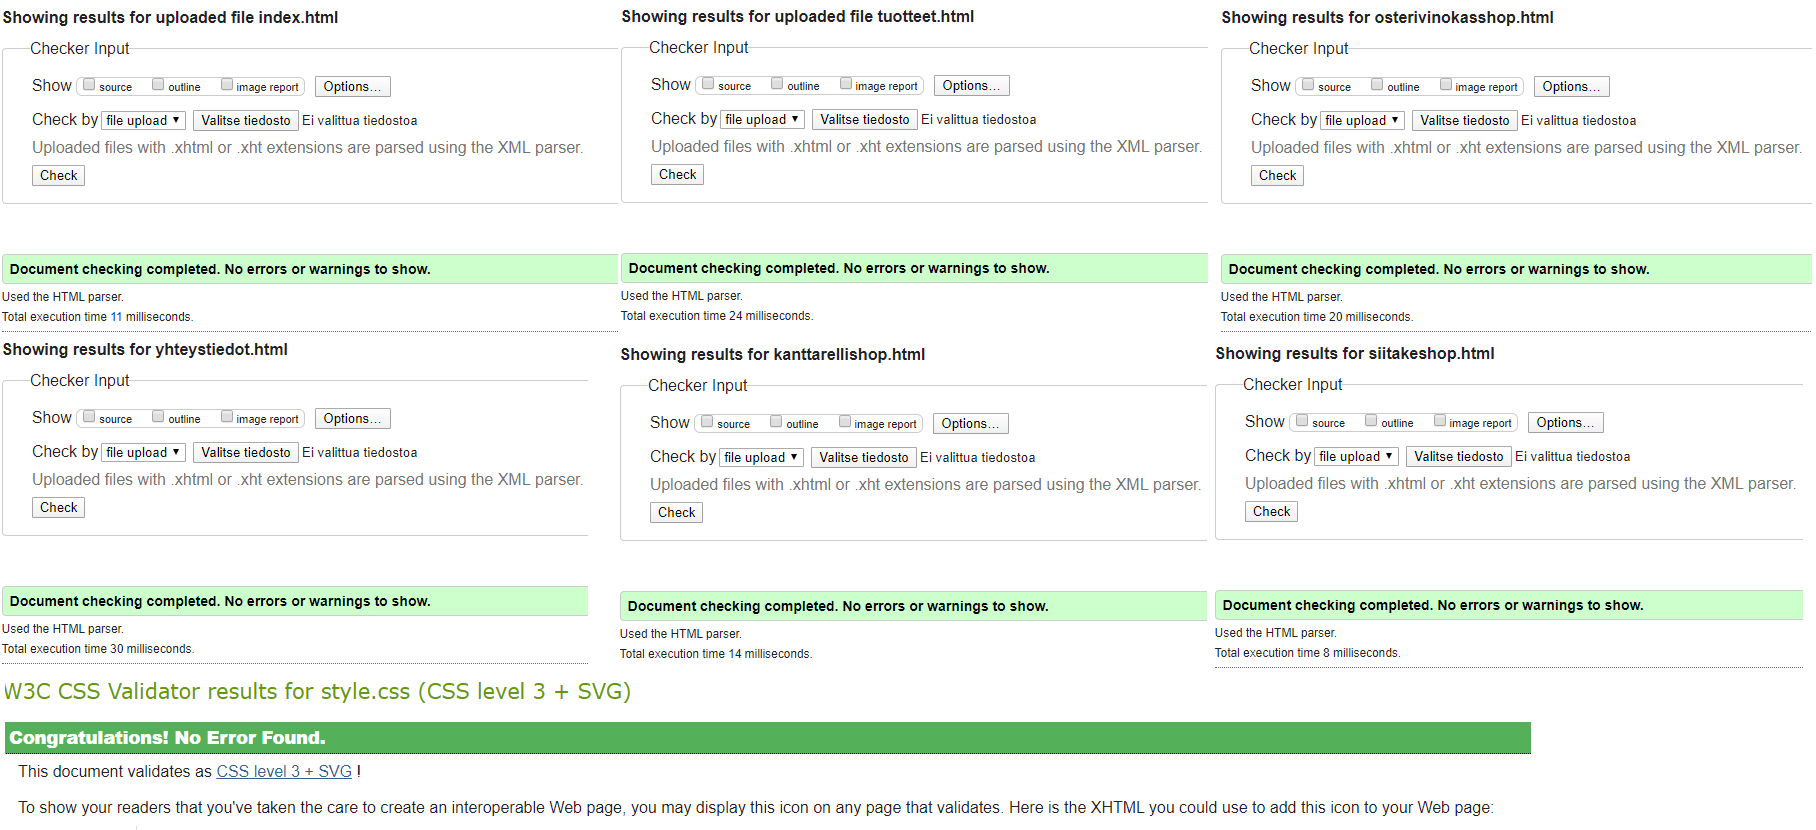 Showing results for uploaded file index.html
Checker Input
Show source outline image report Options...
Check by file upload Valitse tiedosto Ei valittua tiedostoa
Uploaded files with .xhtml or .xht extensions are parsed using the XML parser.
Check
Document checking completed. No errors or warnings to show.
Used the HTML parser.
Total execution time 11 milliseconds.
Showing results for uploaded file tuotteet.html
Checker Input
Show source outline image report Options...
Check by file upload Valitse tiedosto Ei valittua tiedostoa
Uploaded files with .xhtml or .xht extensions are parsed using the XML parser.
Check
Document checking completed. No errors or warnings to show.
Used the HTML parser.
Total execution time 24 milliseconds.
Showing results for osterivinokasshop.html
Checker Input
Show source outline image report Options...
Check by file upload Valitse tiedosto Ei valittua tiedostoa
Uploaded files with .xhtml or .xht extensions are parsed using the XML parser.
Check
Document checking completed. No errors or warnings to show.
Used the HTML parser.
Total execution time 20 milliseconds.
Showing results for yhteystiedot.html
Checker Input
Show source outline image report Options...
Check by file upload Valitse tiedosto Ei valittua tiedostoa
Uploaded files with .xhtml or .xht extensions are parsed using the XML parser.
Check
Document checking completed. No errors or warnings to show.
Used the HTML parser.
Total execution time 30 milliseconds.
Showing results for kanttarellishop.html
Checker Input
Show source outline image report Options...
Check by file upload Valitse tiedosto Ei valittua tiedostoa
Uploaded files with .xhtml or .xht extensions are parsed using the XML parser.
Check
Document checking completed. No errors or warnings to show.
Used the HTML parser.
Total execution time 14 milliseconds.
Showing results for siitakeshop.html
Checker Input
Show source outline image report Options...
Check by file upload Valitse tiedosto Ei valittua tiedostoa
Uploaded files with .xhtml or .xht extensions are parsed using the XML parser.
Check
Document checking completed. No errors or warnings to show.
Used the HTML parser.
Total execution time 8 milliseconds.
W3C CSS Validator results for style.css (CSS level 3 + SVG)
Congratulations! No Error Found.
This document validates as CSS level 3 + SVG !
To show your readers that you've taken the care to create an interoperable Web page, you may display this icon on any page that validates. Here is the XHTML you could use to add this icon to your Web page: